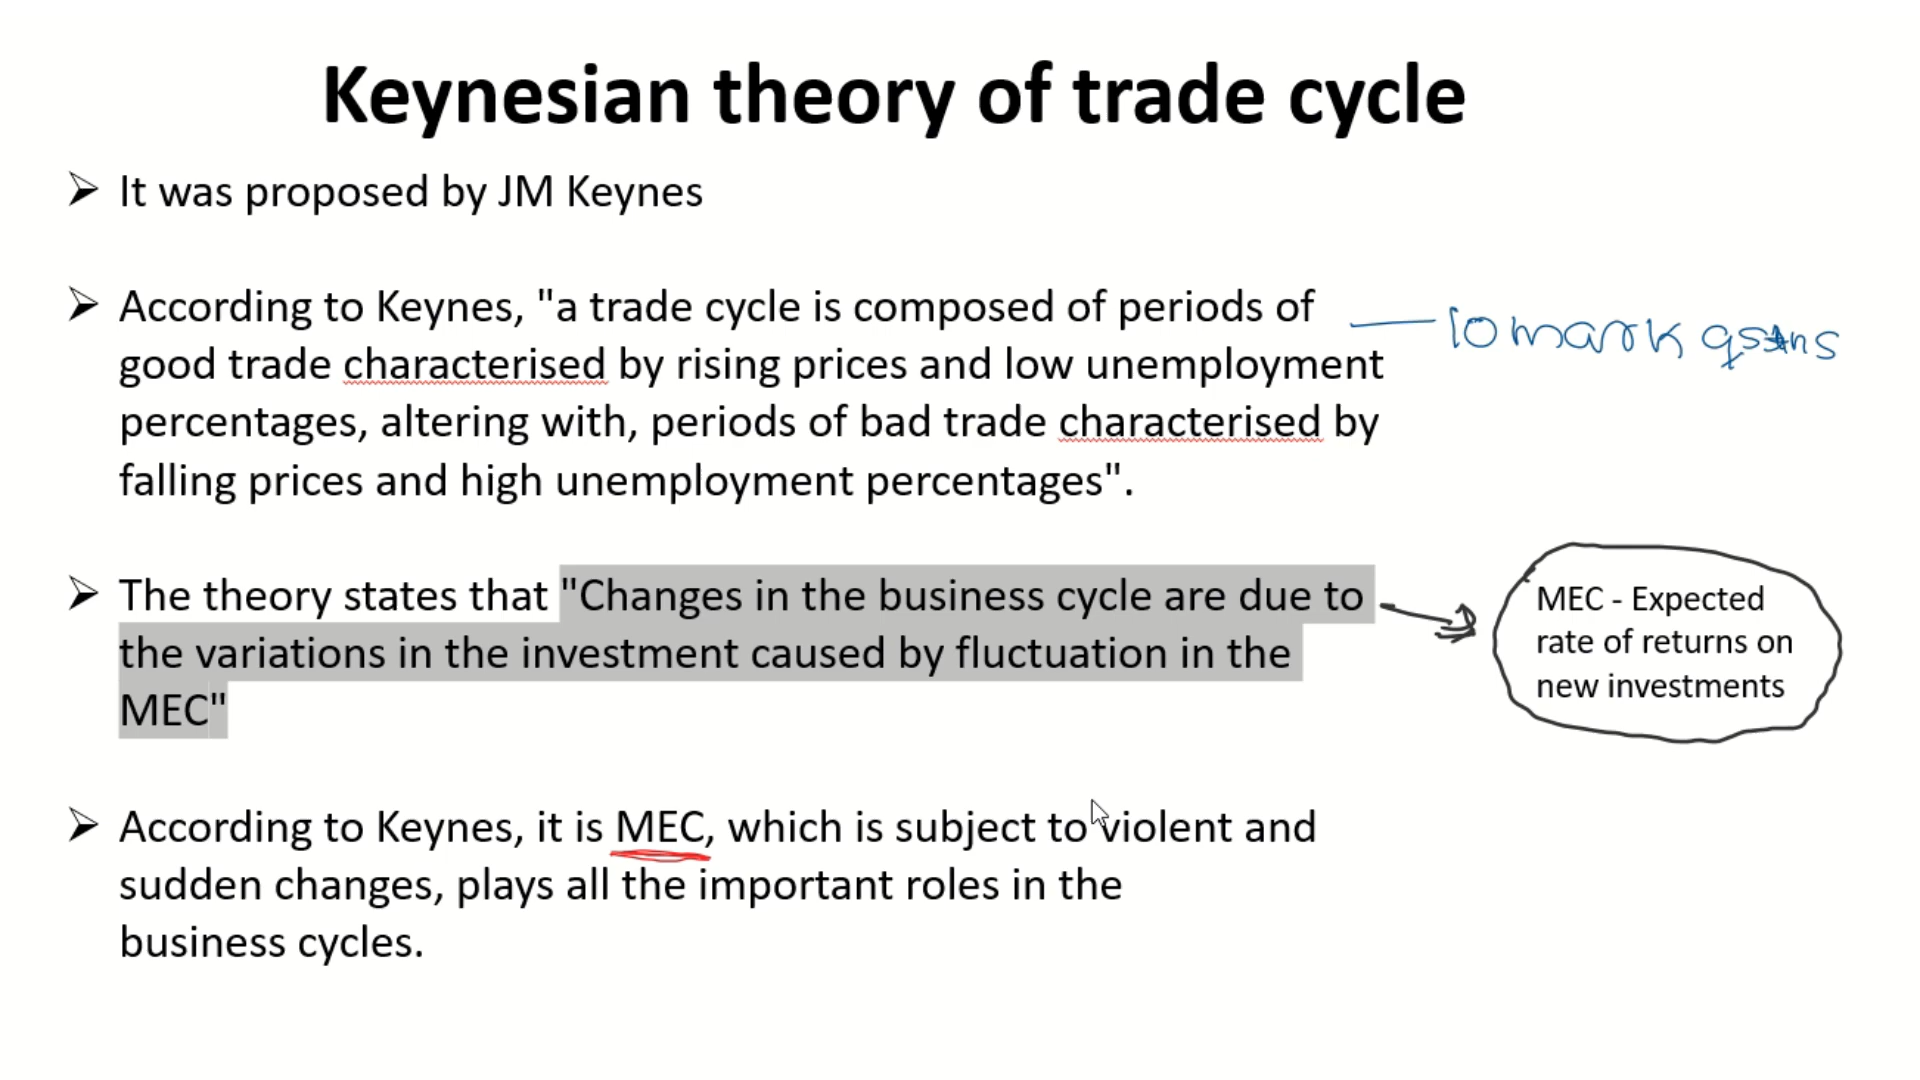 Keynesian theory of trade cycle
➢ It was proposed by JM Keynes
➢ According to Keynes, "a trade cycle is composed of periods of
good trade characterised by rising prices and low unemployment
percentages, altering with, periods of bad trade characterised by
falling prices and high unemployment percentages".
10 mark qstns
➢ The theory states that "Changes in the business cycle are due to
the variations in the investment caused by fluctuation in the
MEC"
MEC - Expected
rate of returns on
new investments
➢ According to Keynes, it is MEC, which is subject to violent and
sudden changes, plays all the important roles in the
business cycles.